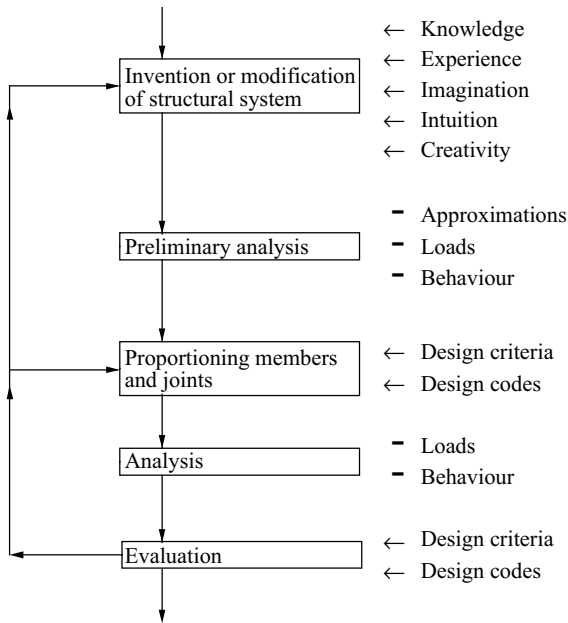 Invention or modification
of structural system
← Knowledge
← Experience
← Imagination
← Intuition
← Creativity
Preliminary analysis
- Approximations
- Loads
- Behaviour
Proportioning members
and joints
← Design criteria
← Design codes
Analysis
- Loads
- Behaviour
Evaluation
← Design criteria
← Design codes